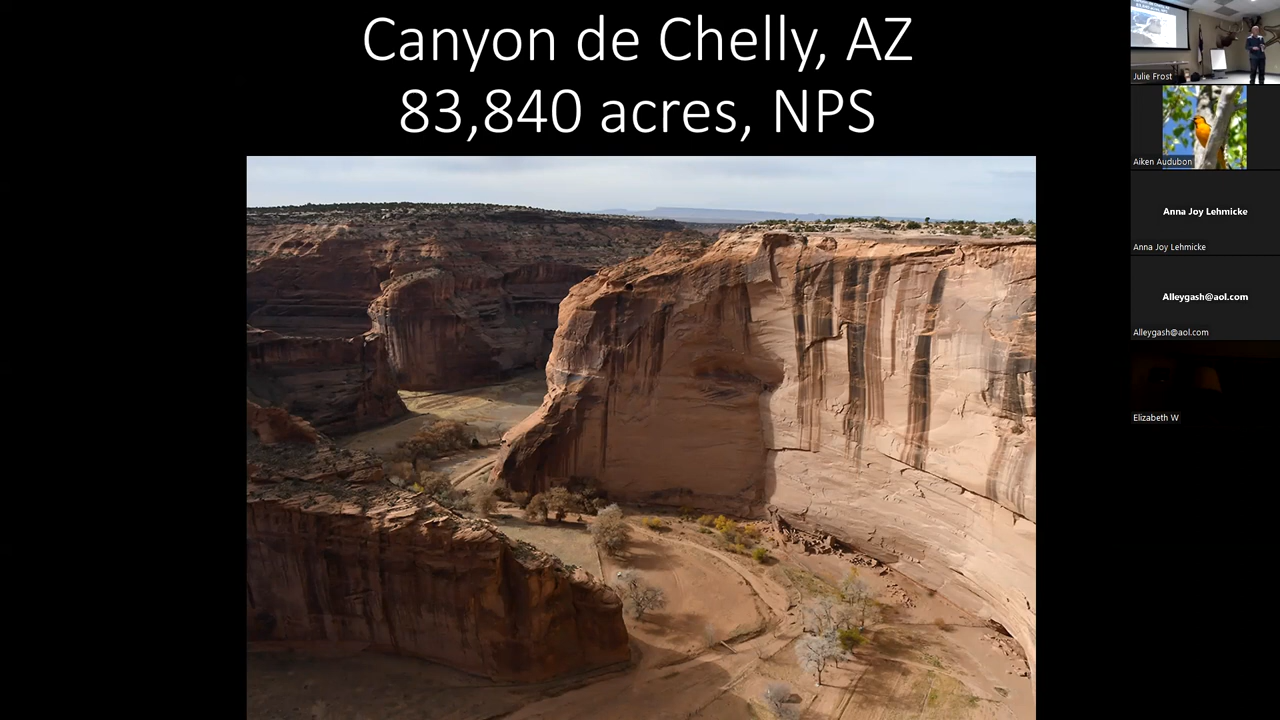 Canyon de Chelly, AZ
83,840 acres, NPS
Julie Frost
Aiken Audubon
Anna Joy Lehmicke
Anna Joy Lehmicke
Alleygash@aol.com
Alleygash@aol.com
Elizabeth W